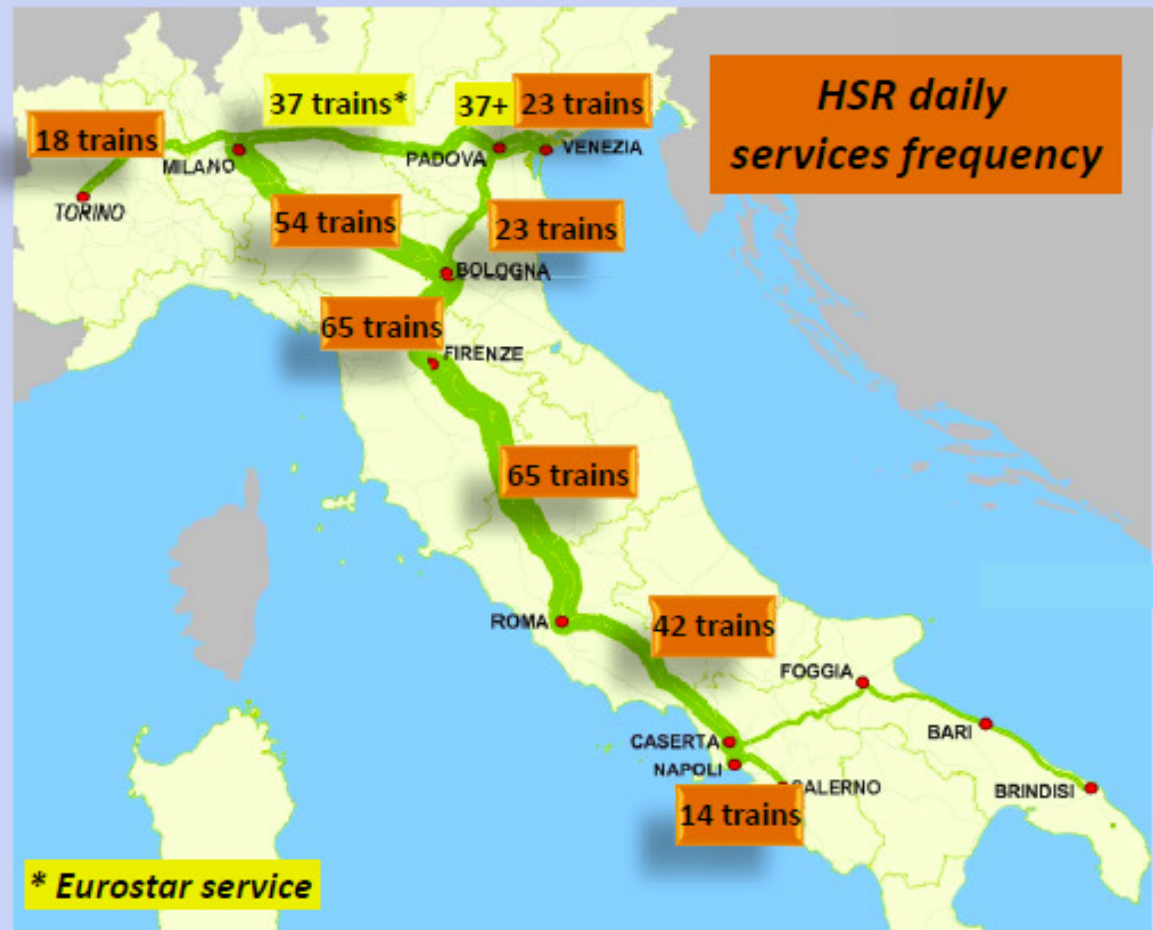 HSR daily
services frequency
37 trains*
37+
23 trains
18 trains
MILANO
PADOVA
VENEZIA
TORINO
54 trains
23 trains
BOLOGNA
65 trains
FIRENZE
65 trains
ROMA
42 trains
FOGGIA
BARI
CASERTA
NAPOLI
BRINDISI
14 trains
* Eurostar service